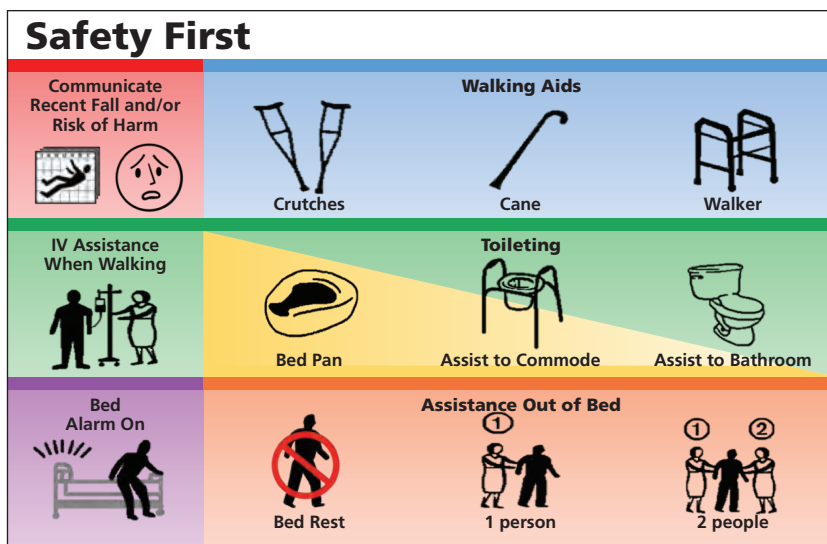 Safety First
Communicate
Recent Fall and/or
Risk of Harm
Walking Aids
Crutches
Cane
Walker
IV Assistance
When Walking
Toileting
Bed Pan
Assist to Commode
Assist to Bathroom
Bed
Alarm On
Assistance Out of Bed
Bed Rest
1
1 person
1
2
2 people